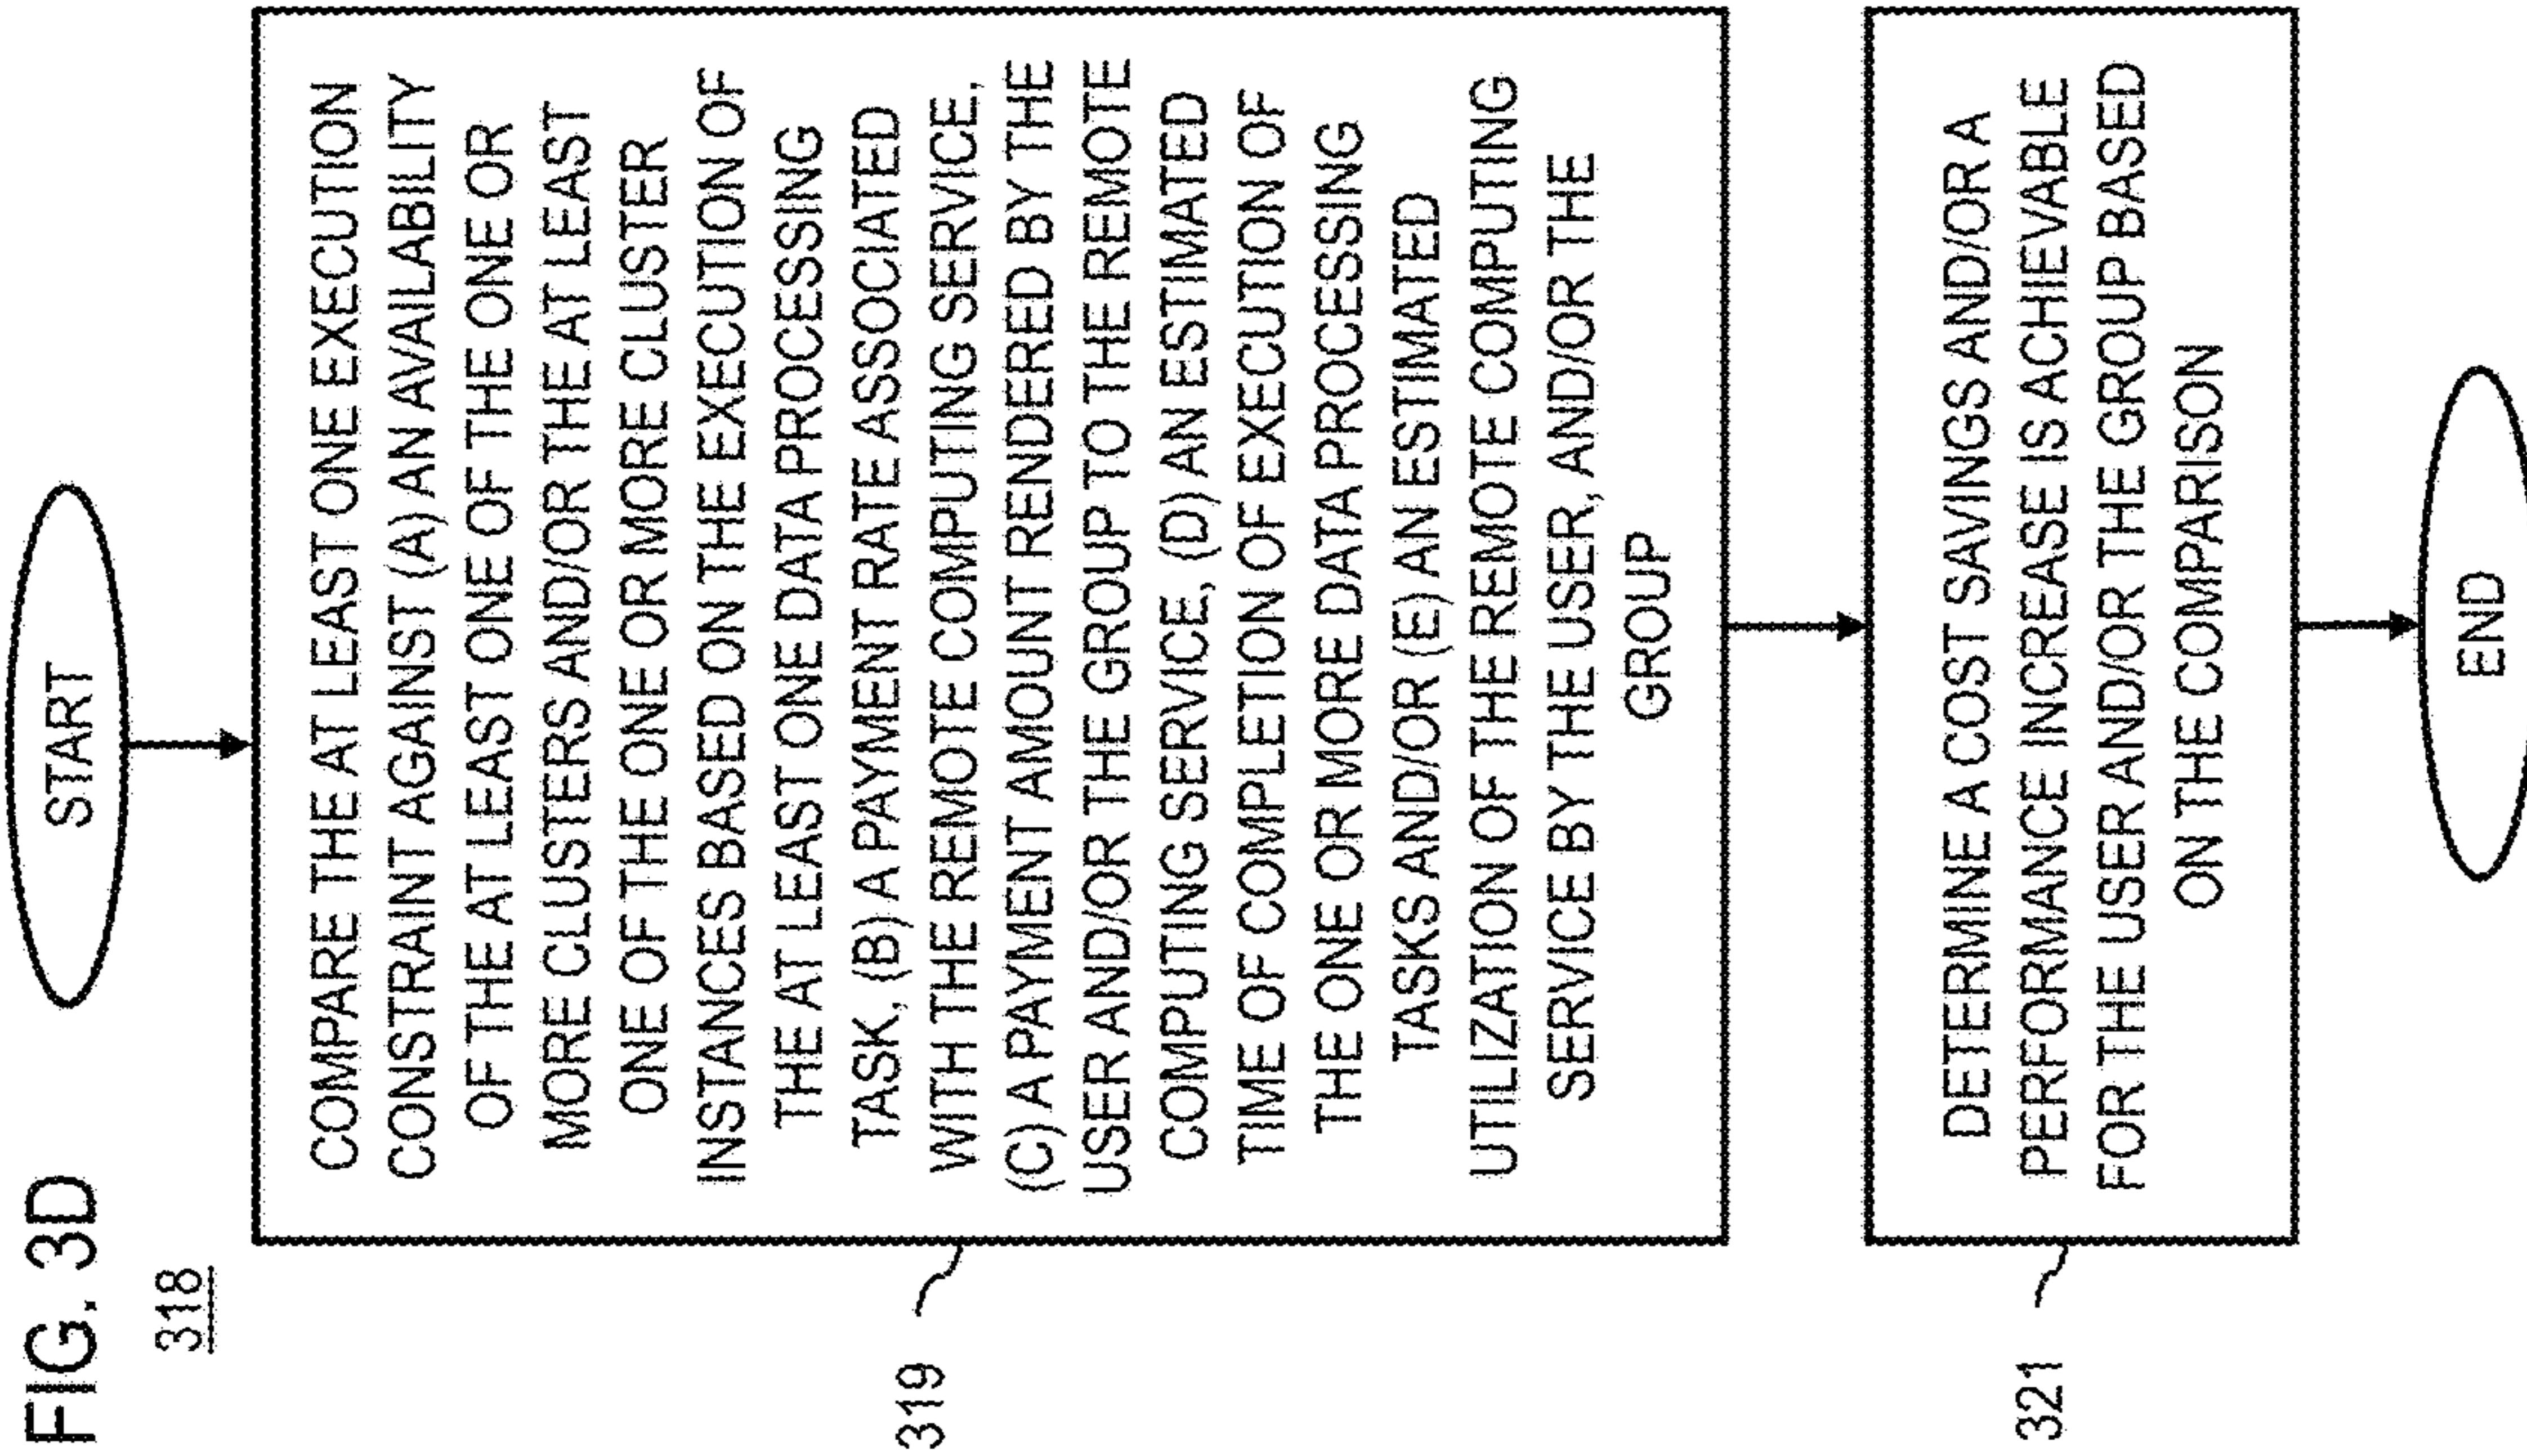 FIG. 3D
318
START
COMPARE THE AT LEAST ONE EXECUTION
CONSTRAINT AGAINST (A) AN AVAILABILITY
OF THE AT LEAST ONE OF THE ONE OR
MORE CLUSTERS AND/OR THE AT LEAST
ONE OF THE ONE OR MORE CLUSTER
INSTANCES BASED ON THE EXECUTION OF
THE AT LEAST ONE DATA PROCESSING
TASK, (B) A PAYMENT RATE ASSOCIATED
WITH THE REMOTE COMPUTING SERVICE,
(C) A PAYMENT AMOUNT RENDERED BY THE
USER AND/OR THE GROUP TO THE REMOTE
COMPUTING SERVICE, (D) AN ESTIMATED
TIME OF COMPLETION OF EXECUTION OF
THE ONE OR MORE DATA PROCESSING
TASKS AND/OR (E) AN ESTIMATED
UTILIZATION OF THE REMOTE COMPUTING
SERVICE BY THE USER, AND/OR THE
GROUP
319
DETERMINE A COST SAVINGS AND/OR A
PERFORMANCE INCREASE IS ACHIEVABLE
FOR THE USER AND/OR THE GROUP BASED
ON THE COMPARISON
321
END